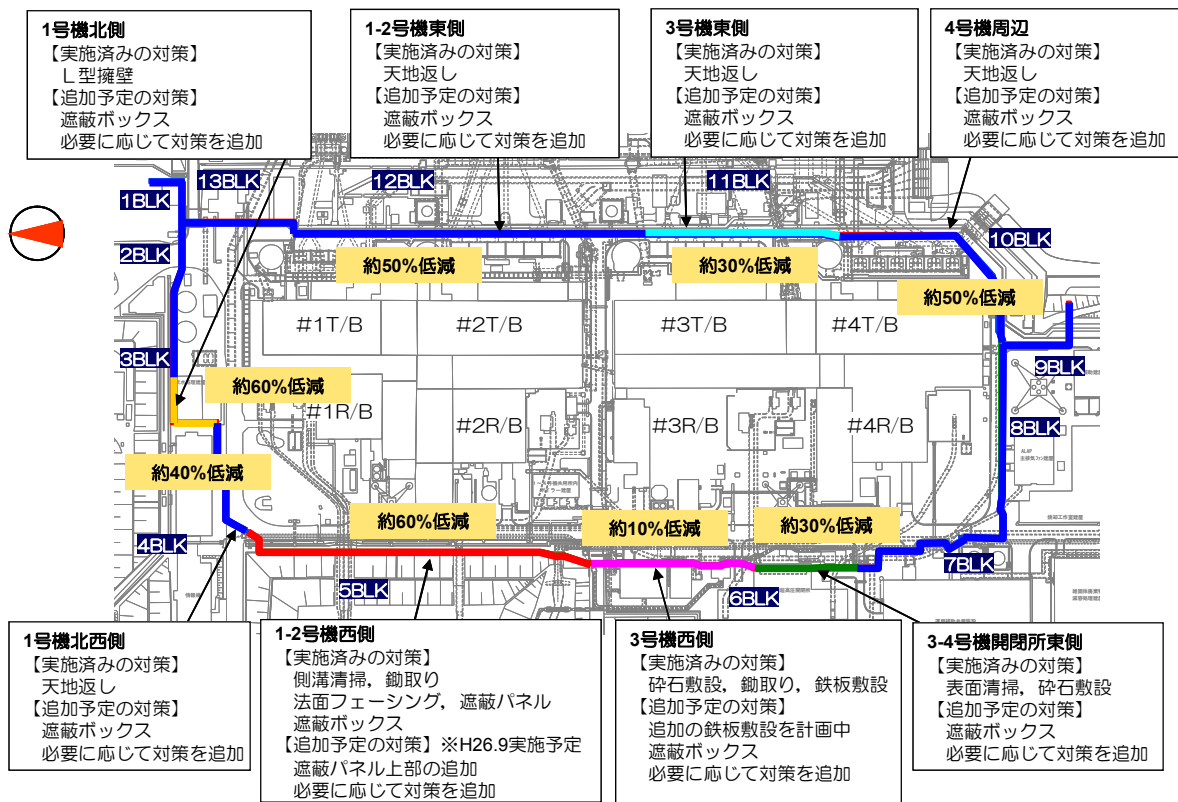 1号機北側
【実施済みの対策】
L型擁壁
【追加予定の対策】
遮蔽ボックス
必要に応じて対策を追加
1-2号機東側
【実施済みの対策】
天地返し
【追加予定の対策】
遮蔽ボックス
必要に応じて対策を追加
3号機東側
【実施済みの対策】
天地返し
【追加予定の対策】
遮蔽ボックス
必要に応じて対策を追加
4号機周辺
【実施済みの対策】
天地返し
【追加予定の対策】
遮蔽ボックス
必要に応じて対策を追加
1BLK
13BLK
12BLK
11BLK
10BLK
2BLK
約50%低減
約30%低減
約50%低減
#1T/B
#2T/B
#3T/B
#4T/B
3BLK
9BLK
約60%低減
#1R/B
#2R/B
#3R/B
#4R/B
8BLK
約40%低減
約60%低減
約10%低減
約30%低減
4BLK
5BLK
6BLK
7BLK
1号機北西側
【実施済みの対策】
天地返し
【追加予定の対策】
遮蔽ボックス
必要に応じて対策を追加
1-2号機西側
【実施済みの対策】
側溝清掃，鋤取り
法面フェーシング，遮蔽パネル
遮蔽ボックス
【追加予定の対策】※H26.9実施予定
遮蔽パネル上部の追加
必要に応じて対策を追加
3号機西側
【実施済みの対策】
砕石敷設，鋤取り，鉄板敷設
【追加予定の対策】
追加の鉄板敷設を計画中
遮蔽ボックス
必要に応じて対策を追加
3-4号機開閉所東側
【実施済みの対策】
表面清掃，砕石敷設
【追加予定の対策】
遮蔽ボックス
必要に応じて対策を追加